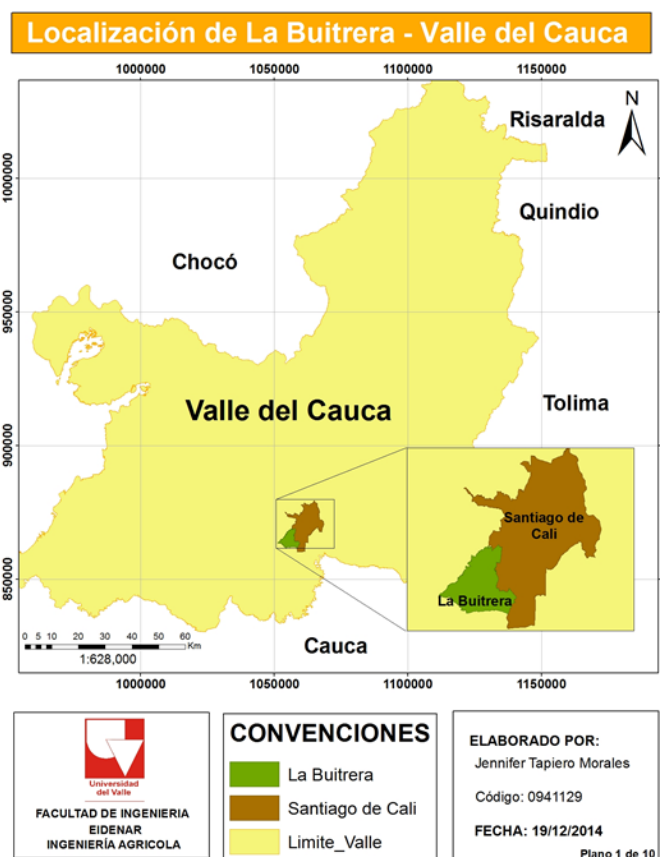 Localización de La Buitrera - Valle del Cauca
1000000 1050000 1100000 1150000
N
Risaralda
1000000
Quindio
Chocó
950000 950000
Valle del Cauca
Tolima
900000
Santiago de
Cali
850000
La Buitrera
Cauca
0 5 10 20 30 40 50 60
Km
1:628,000
1000000 1050000 1100000 1150000
Universidad
del Valle
FACULTAD DE INGENIERIA
EIDENAR
INGENIERÍA AGRICOLA
CONVENCIONES
La Buitrera
Santiago de Cali
Limite_Valle
ELABORADO POR:
Jennifer Tapiero Morales
Código: 0941129
FECHA: 19/12/2014
Plano 1 de 10